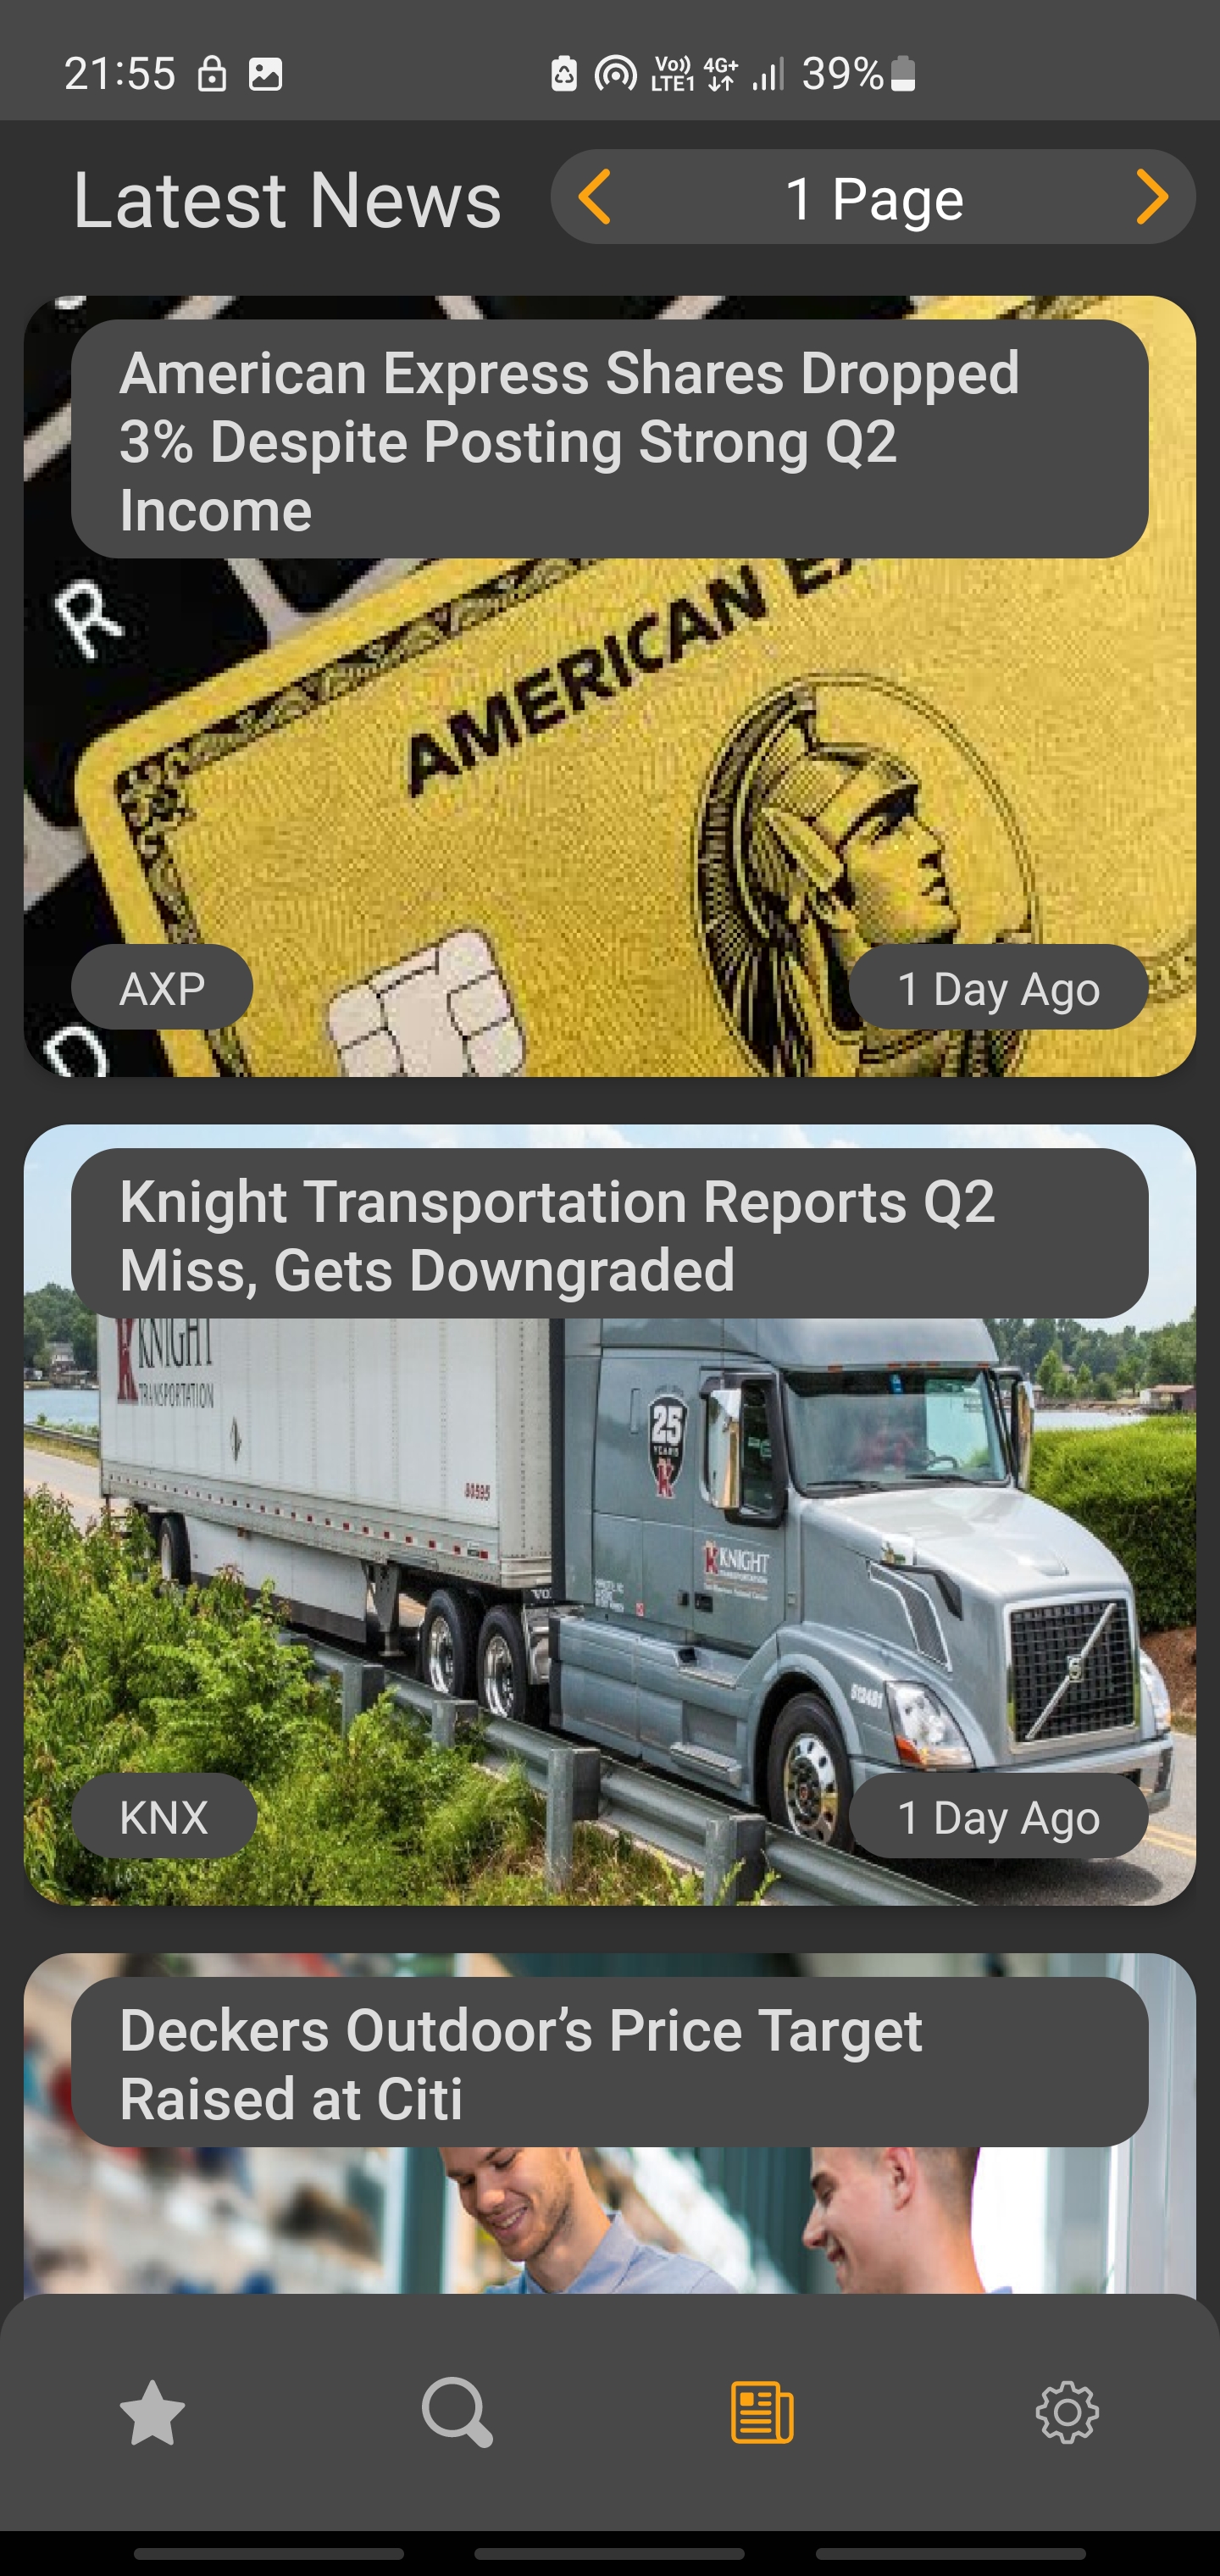 21:55
Vo)) LTE1 4G+ 39%
Latest News
1 Page
American Express Shares Dropped
3% Despite Posting Strong Q2
Income
R
AMERICAN
D
AXP
1 Day Ago
Knight Transportation Reports Q2
Miss, Gets Downgraded
KNIGHT
TRANSPORTATION
25
YEARS
K
KNIGHT
KNX
1 Day Ago
Deckers Outdoor’s Price Target
Raised at Citi